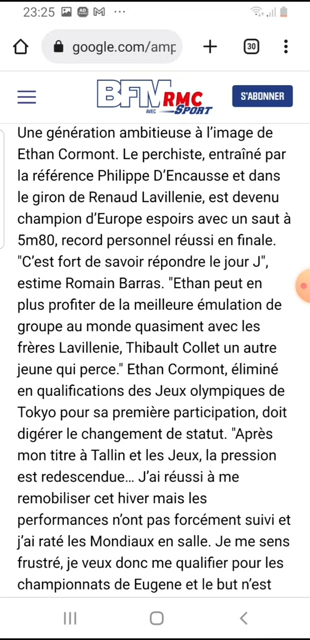 23:25
google.com/amp
30
BFM RMC
AVEC SPORT
S'ABONNER
Une génération ambitieuse à l'image de
Ethan Cormont. Le perchiste, entraîné par
la référence Philippe D'Encausse et dans
le giron de Renaud Lavillenie, est devenu
champion d'Europe espoirs avec un saut à
5m80, record personnel réussi en finale.
"C'est fort de savoir répondre le jour J",
estime Romain Barras. "Ethan peut en
plus profiter de la meilleure émulation de
groupe au monde quasiment avec les
frères Lavillenie, Thibault Collet un autre
jeune qui perce." Ethan Cormont, éliminé
en qualifications des Jeux olympiques de
Tokyo pour sa première participation, doit
digérer le changement de statut. "Après
mon titre à Tallin et les Jeux, la pression
est redescendue... J'ai réussi à me
remobiliser cet hiver mais les
performances n'ont pas forcément suivi et
j'ai raté les Mondiaux en salle. Je me sens
frustré, je veux donc me qualifier pour les
championnats de Eugene et le but n'est